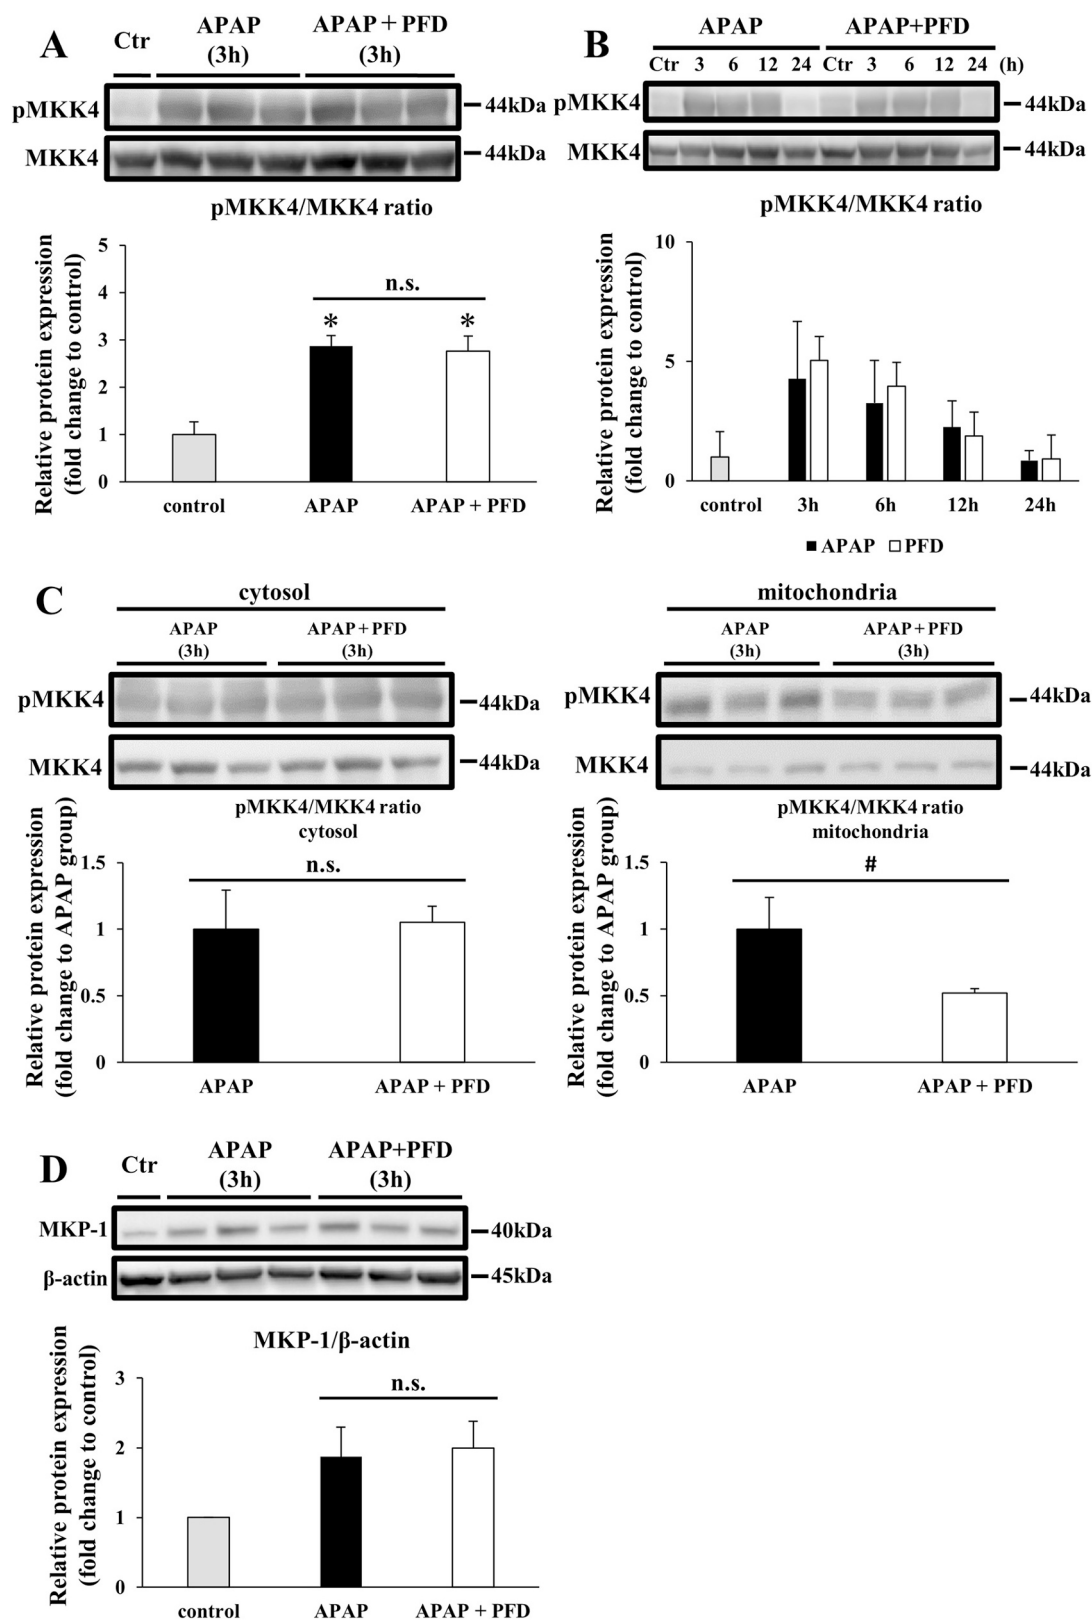 A
Ctr
APAP
(3h)
APAP + PFD
(3h)
pMKK4
44kDa
MKK4
44kDa
pMKK4/MKK4 ratio
Relative protein expression
(fold change to control)
5
4
3
2
1
0
n.s.
*
*
control
APAP
APAP + PFD
B
APAP
APAP+PFD
Ctr 3 6 12 24 Ctr 3 6 12 24 (h)
pMKK4
44kDa
MKK4
44kDa
pMKK4/MKK4 ratio
Relative protein expression
(fold change to control)
10
5
0
control
3h
6h
12h
24h
APAP
PFD
C
cytosol
APAP
(3h)
APAP + PFD
(3h)
pMKK4
44kDa
MKK4
44kDa
pMKK4/MKK4 ratio
cytosol
Relative protein expression
(fold change to APAP group)
1.5
1
0.5
0
n.s.
APAP
APAP + PFD
mitochondria
APAP
(3h)
APAP + PFD
(3h)
pMKK4
44kDa
MKK4
44kDa
pMKK4/MKK4 ratio
mitochondria
Relative protein expression
(fold change to APAP group)
1.5
1
0.5
0
#
APAP
APAP + PFD
D
Ctr
APAP
(3h)
APAP+PFD
(3h)
MKP-1
40kDa
β-actin
45kDa
MKP-1/β-actin
Relative protein expression
(fold change to control)
3
2
1
0
n.s.
control
APAP
APAP + PFD